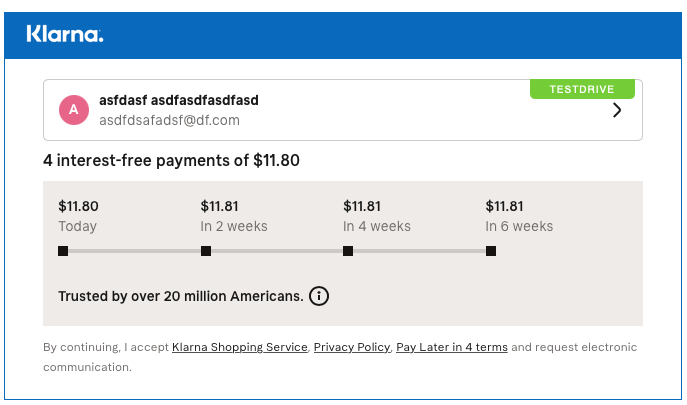 Klarna.
TESTDRIVE
A
asfdasf asdfasdfasdfasd
asdfdsafadsf@df.com
4 interest-free payments of $11.80
$11.80 $11.81 $11.81 $11.81
Today In 2 weeks In 4 weeks In 6 weeks
Trusted by over 20 million Americans.
By continuing, I accept Klarna Shopping Service, Privacy Policy, Pay Later in 4 terms and request electronic
communication.